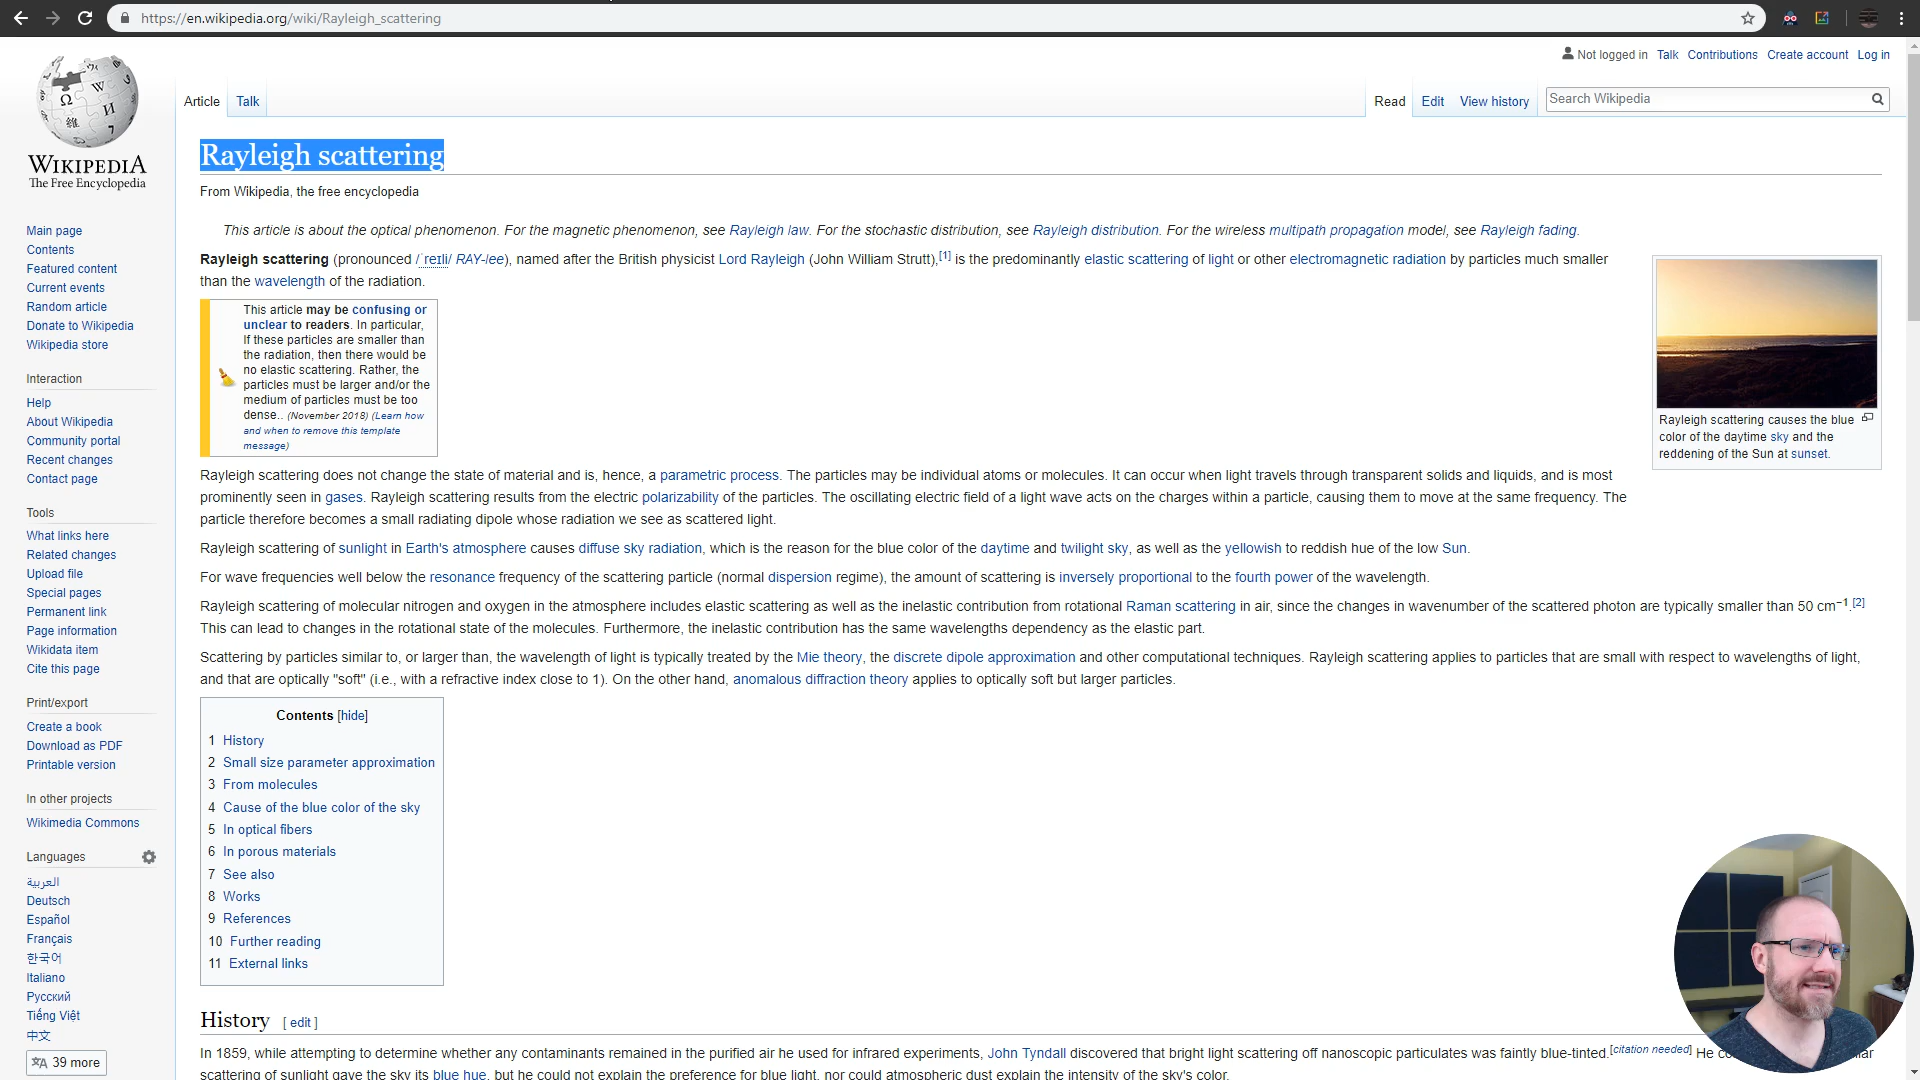 https://en.wikipedia.org/wiki/Rayleigh_scattering
Not logged in Talk Contributions Create account Log in
Article Talk Read Edit View history Search Wikipedia
WIKIPEDIA
The Free Encyclopedia
Main page
Contents
Featured content
Current events
Random article
Donate to Wikipedia
Wikipedia store
Interaction
Help
About Wikipedia
Community portal
Recent changes
Contact page
Tools
What links here
Related changes
Upload file
Special pages
Permanent link
Page information
Wikidata item
Cite this page
Print/export
Create a book
Download as PDF
Printable version
In other projects
Wikimedia Commons
Languages
العربية
Deutsch
Español
Français
한국어
Italiano
Русский
Tiếng Việt
中文
39 more
Rayleigh scattering
From Wikipedia, the free encyclopedia
This article is about the optical phenomenon. For the magnetic phenomenon, see Rayleigh law. For the stochastic distribution, see Rayleigh distribution. For the wireless multipath propagation model, see Rayleigh fading.
Rayleigh scattering (pronounced /ˈreɪli/ RAY-lee), named after the British physicist Lord Rayleigh (John William Strutt),[1] is the predominantly elastic scattering of light or other electromagnetic radiation by particles much smaller
than the wavelength of the radiation.
This article may be confusing or
unclear to readers. In particular,
If these particles are smaller than
the radiation, then there would be
no elastic scattering. Rather, the
particles must be larger and/or the
medium of particles must be too
dense.. (November 2018) (Learn how
and when to remove this template
message)
Rayleigh scattering causes the blue
color of the daytime sky and the
reddening of the Sun at sunset.
Rayleigh scattering does not change the state of material and is, hence, a parametric process. The particles may be individual atoms or molecules. It can occur when light travels through transparent solids and liquids, and is most
prominently seen in gases. Rayleigh scattering results from the electric polarizability of the particles. The oscillating electric field of a light wave acts on the charges within a particle, causing them to move at the same frequency. The
particle therefore becomes a small radiating dipole whose radiation we see as scattered light.
Rayleigh scattering of sunlight in Earth's atmosphere causes diffuse sky radiation, which is the reason for the blue color of the daytime and twilight sky, as well as the yellowish to reddish hue of the low Sun.
For wave frequencies well below the resonance frequency of the scattering particle (normal dispersion regime), the amount of scattering is inversely proportional to the fourth power of the wavelength.
Rayleigh scattering of molecular nitrogen and oxygen in the atmosphere includes elastic scattering as well as the inelastic contribution from rotational Raman scattering in air, since the changes in wavenumber of the scattered photon are typically smaller than 50 cm⁻¹.[2]
This can lead to changes in the rotational state of the molecules. Furthermore, the inelastic contribution has the same wavelengths dependency as the elastic part.
Scattering by particles similar to, or larger than, the wavelength of light is typically treated by the Mie theory, the discrete dipole approximation and other computational techniques. Rayleigh scattering applies to particles that are small with respect to wavelengths of light,
and that are optically "soft" (i.e., with a refractive index close to 1). On the other hand, anomalous diffraction theory applies to optically soft but larger particles.
Contents [hide]
1 History
2 Small size parameter approximation
3 From molecules
4 Cause of the blue color of the sky
5 In optical fibers
6 In porous materials
7 See also
8 Works
9 References
10 Further reading
11 External links
History [ edit ]
In 1859, while attempting to determine whether any contaminants remained in the purified air he used for infrared experiments, John Tyndall discovered that bright light scattering off nanoscopic particulates was faintly blue-tinted.[citation needed] He
scattering of sunlight gave the sky its blue hue, but he could not explain the preference for blue light, nor could atmospheric dust explain the intensity of the sky's color.